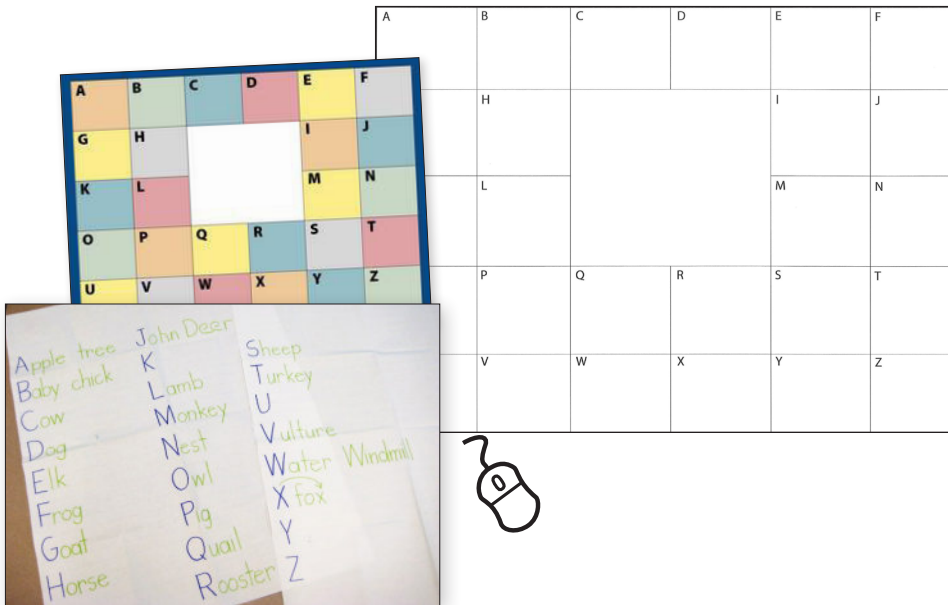 A B C D E F
G H I J
K L M N
O P Q R S T
U V W X Y Z
A B C D E F
H I J
L M N
P Q R S T
V W X Y Z
Apple tree
Baby chick
Cow
Dog
Elk
Frog
Goat
Horse
John Deer
K
Lamb
Monkey
Nest
Owl
Pig
Quail
Rooster
Sheep
Turkey
U
Vulture
Water Windmill
X fox
Y
Z